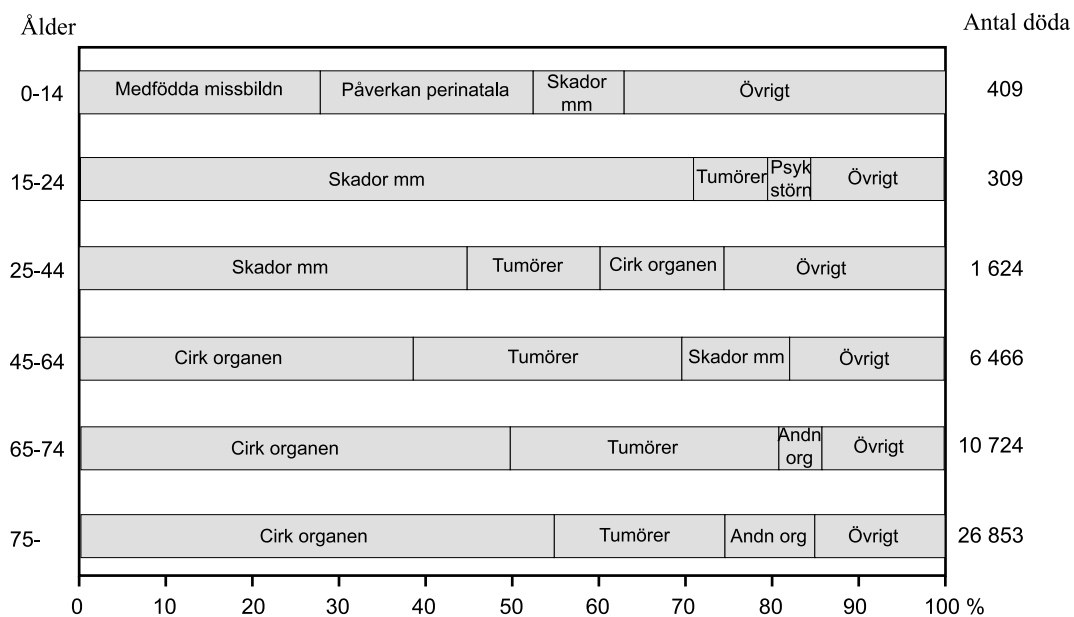 Ålder
Antal döda
0-14
Medfödda missbildn
Påverkan perinatala
Skador
mm
Övrigt
409
15-24
Skador mm
Tumörer
Psyk
störn
Övrigt
309
25-44
Skador mm
Tumörer
Cirk organen
Övrigt
1 624
45-64
Cirk organen
Tumörer
Skador mm
Övrigt
6 466
65-74
Cirk organen
Tumörer
Andn
org
Övrigt
10 724
75-
Cirk organen
Tumörer
Andn org
Övrigt
26 853
0 10 20 30 40 50 60 70 80 90 100 %